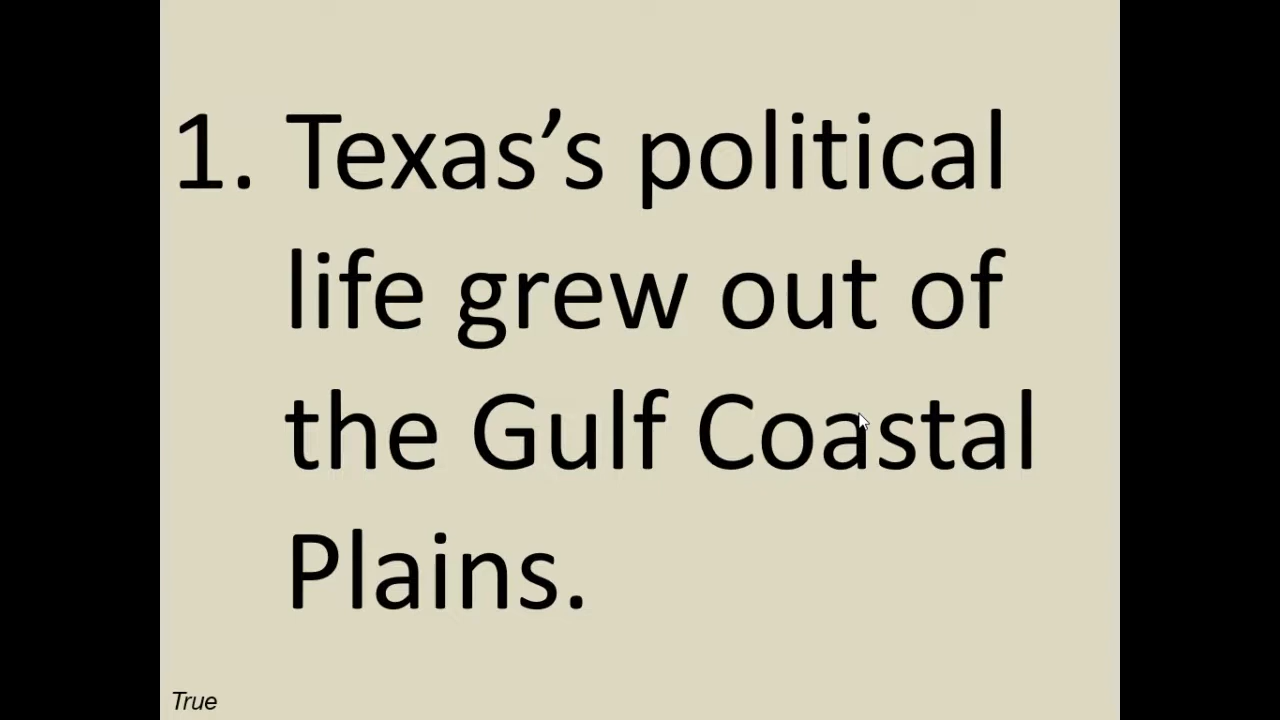 1. Texas’s political
life grew out of
the Gulf Coastal
Plains.
True